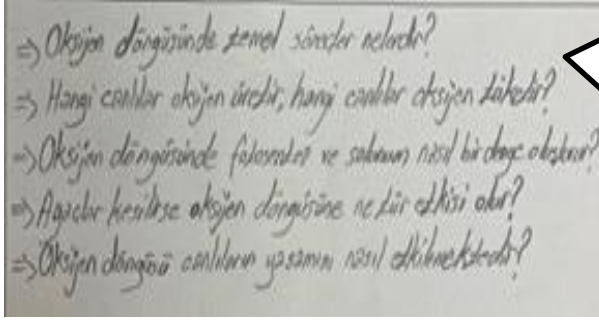 ⇒ Oksijen döngüsünde temel süreçler nelerdir?
⇒ Hangi canlılar oksijen üretir, hangi canlılar oksijen tüketir?
⇒ Oksijen döngüsünde fotosentez ve solunum nasıl bir denge oluşturur?
⇒ Ağaçlar kesilirse oksijen döngüsüne ne tür etkisi olur?
⇒ Oksijen döngüsü canlıların yaşamını nasıl etkilemektedir?